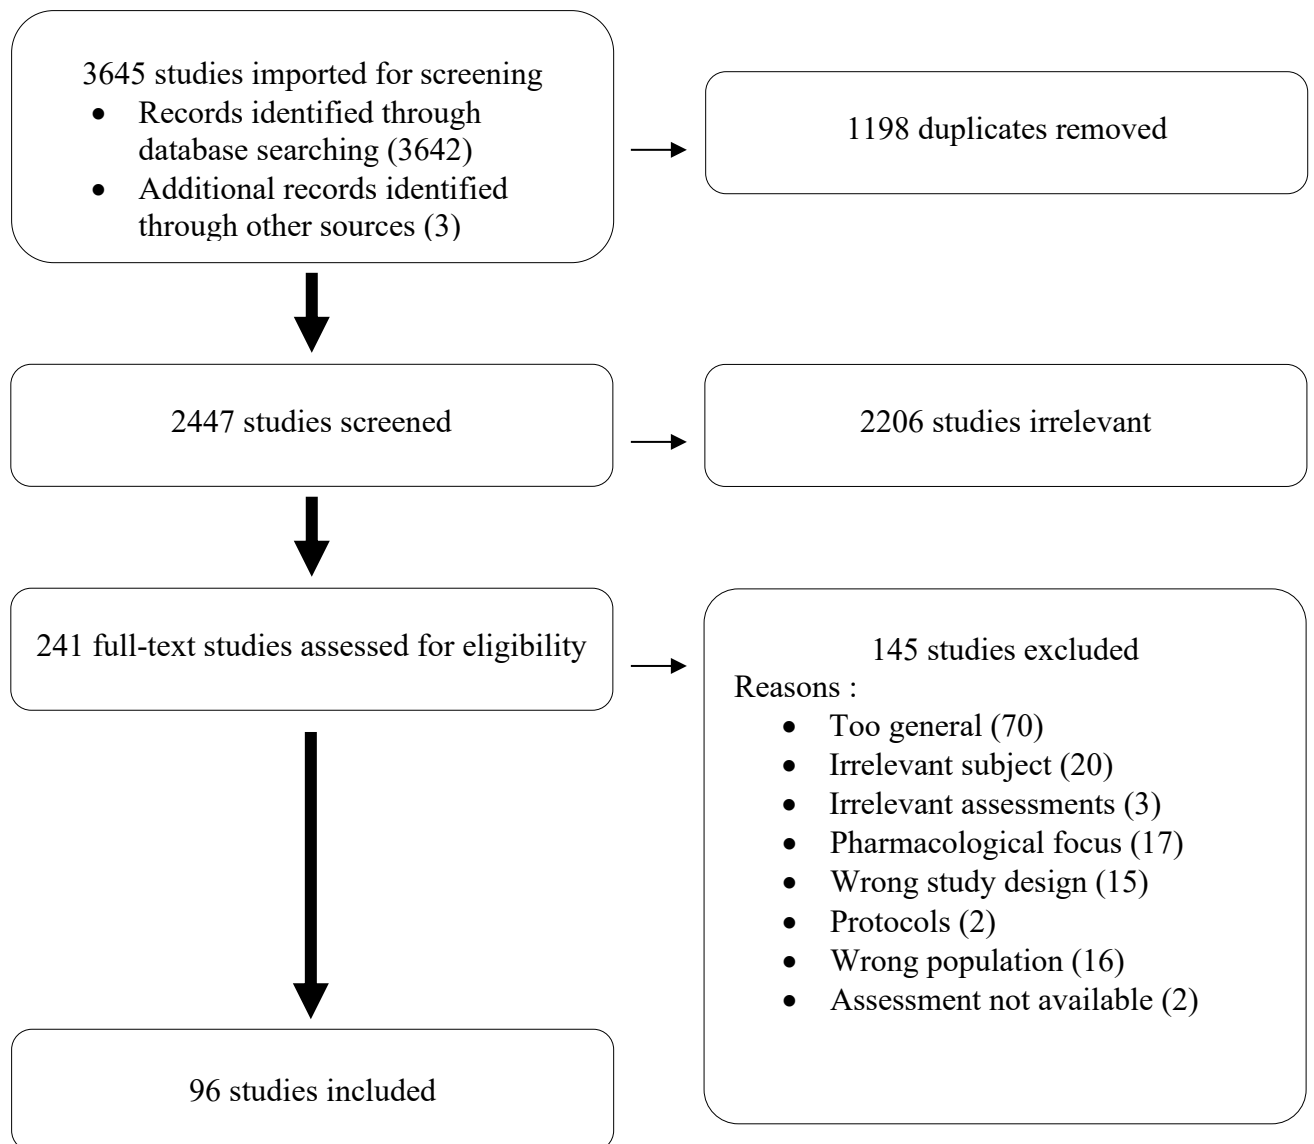 3645 studies imported for screening
• Records identified through
database searching (3642)
• Additional records identified
through other sources (3)
1198 duplicates removed
2447 studies screened
2206 studies irrelevant
241 full-text studies assessed for eligibility
145 studies excluded
Reasons :
• Too general (70)
• Irrelevant subject (20)
• Irrelevant assessments (3)
• Pharmacological focus (17)
• Wrong study design (15)
• Protocols (2)
• Wrong population (16)
• Assessment not available (2)
96 studies included